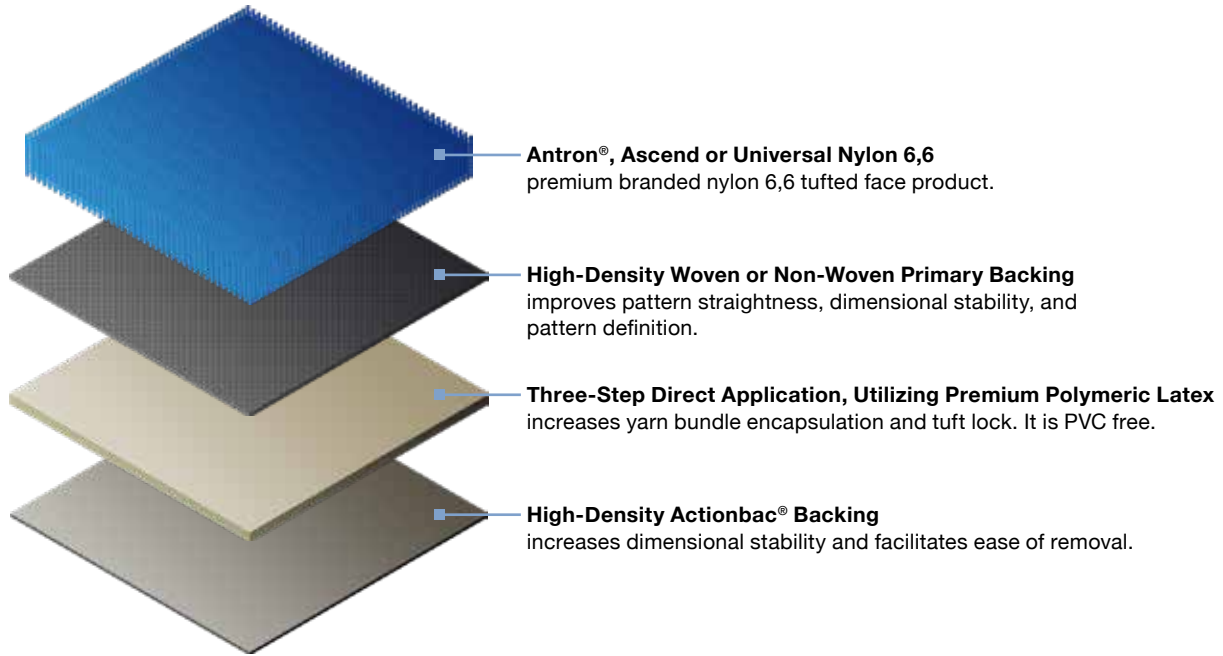 Antron®, Ascend or Universal Nylon 6,6
premium branded nylon 6,6 tufted face product.
High-Density Woven or Non-Woven Primary Backing
improves pattern straightness, dimensional stability, and
pattern definition.
Three-Step Direct Application, Utilizing Premium Polymeric Latex
increases yarn bundle encapsulation and tuft lock. It is PVC free.
High-Density Actionbac® Backing
increases dimensional stability and facilitates ease of removal.